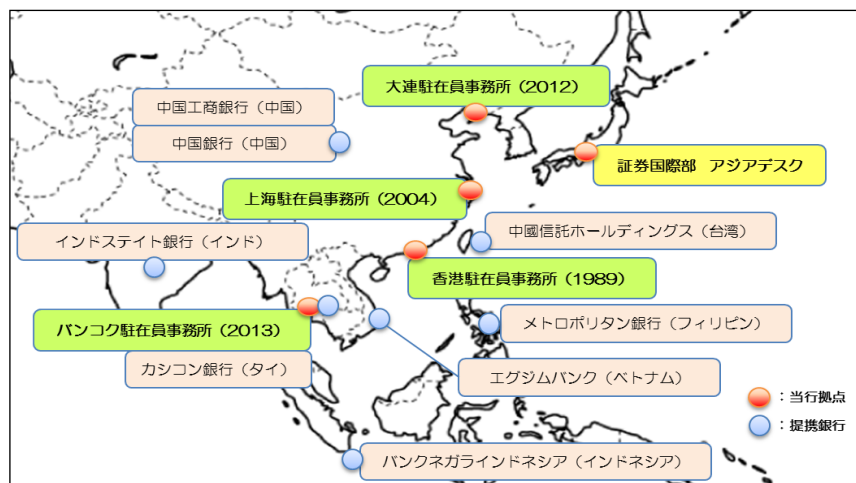 大連駐在員事務所（2012）
中国工商銀行（中国）
中国銀行（中国）
証券国際部　アジアデスク
上海駐在員事務所（2004）
中國信託ホールディングス（台湾）
インドステイト銀行（インド）
香港駐在員事務所（1989）
バンコク駐在員事務所（2013）
メトロポリタン銀行（フィリピン）
カシコン銀行（タイ）
エグジムバンク（ベトナム）
：当行拠点
：提携銀行
バンクネガラインドネシア（インドネシア）